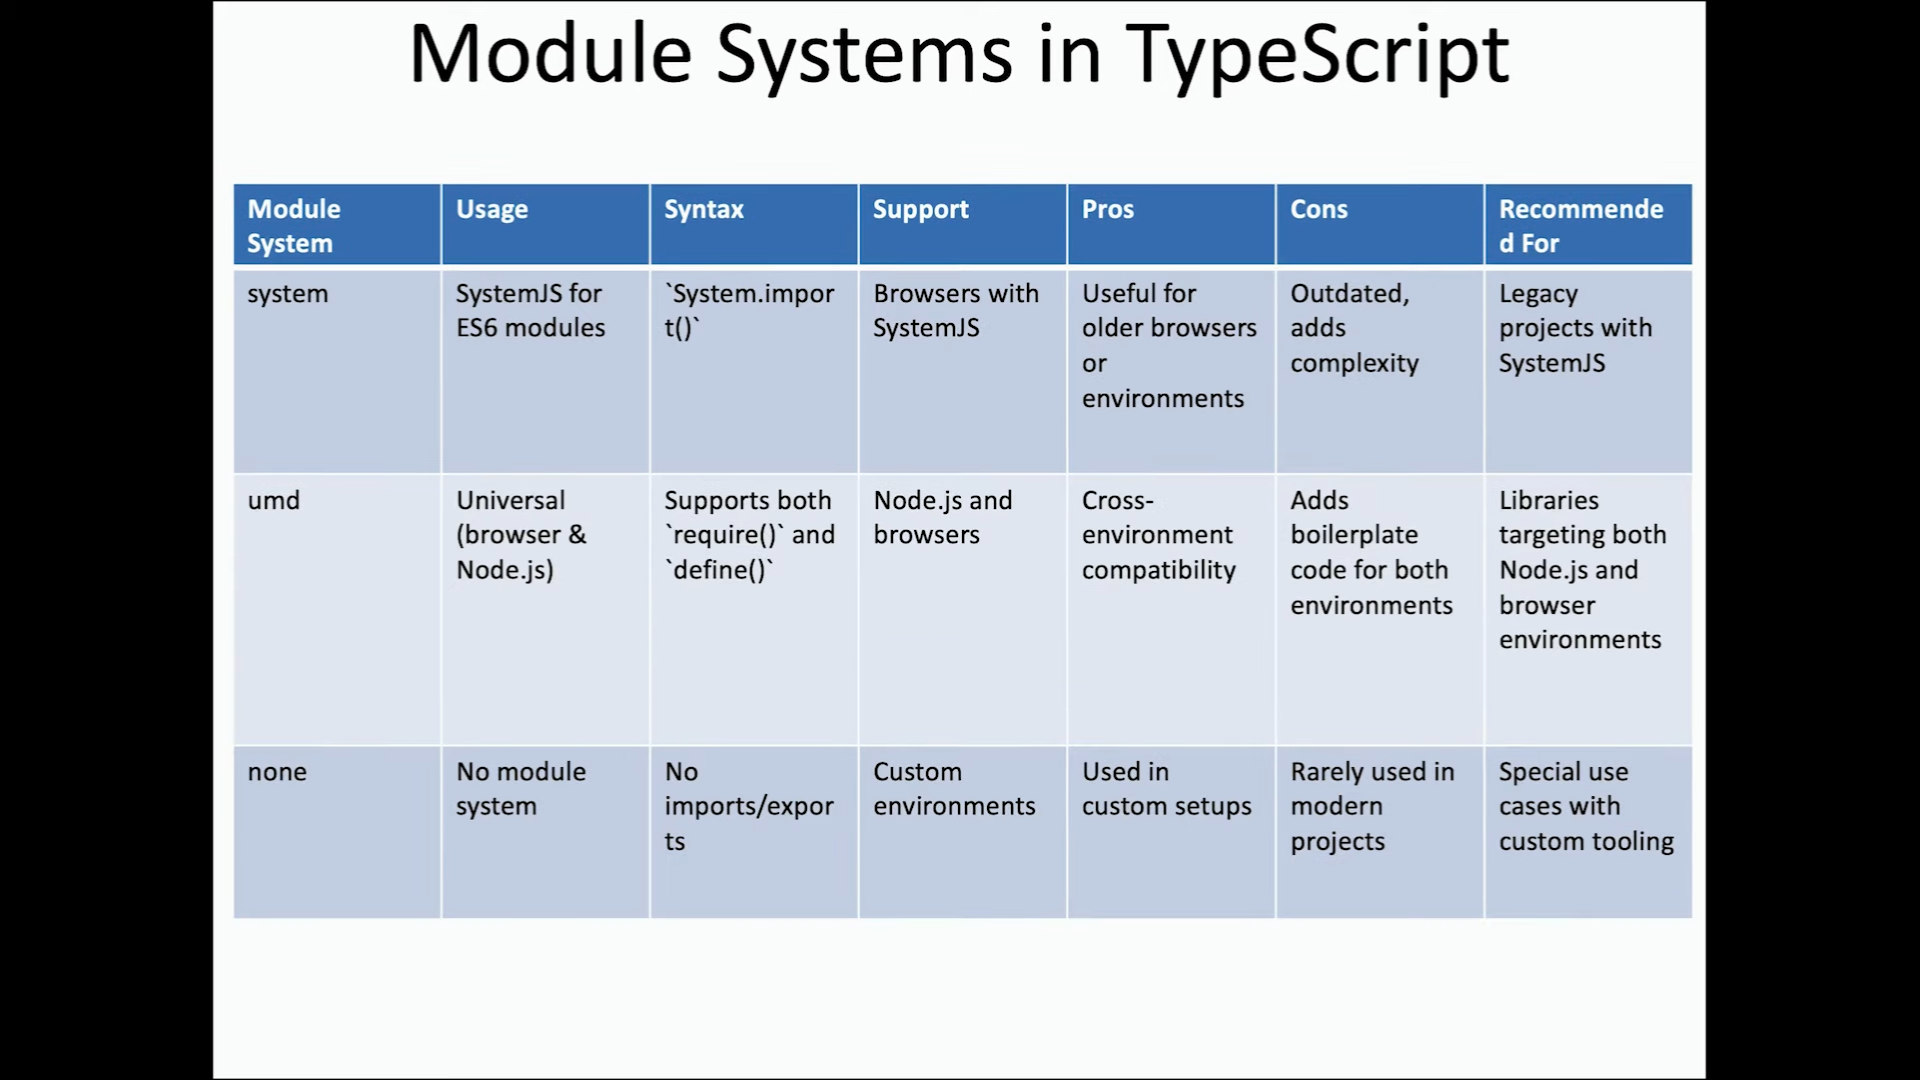 Module Systems in TypeScript
Module
System
Usage
Syntax
Support
Pros
Cons
Recommende
d For
system
SystemJS for
ES6 modules
`System.impor
t()`
Browsers with
SystemJS
Useful for
older browsers
or
environments
Outdated,
adds
complexity
Legacy
projects with
SystemJS
umd
Universal
(browser &
Node.js)
Supports both
`require()` and
`define()`
Node.js and
browsers
Cross-
environment
compatibility
Adds
boilerplate
code for both
environments
Libraries
targeting both
Node.js and
browser
environments
none
No module
system
No
imports/expor
ts
Custom
environments
Used in
custom setups
Rarely used in
modern
projects
Special use
cases with
custom tooling